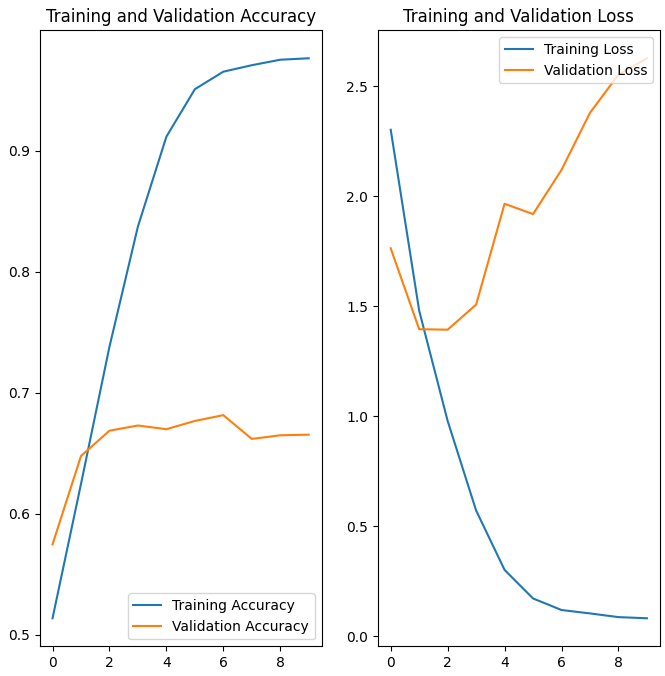 Training and Validation Accuracy
0.9
0.8
0.7
0.6
0.5
0 2 4 6 8
Training Accuracy
Validation Accuracy
Training and Validation Loss
Training Loss
Validation Loss
2.5
2.0
1.5
1.0
0.5
0.0
0 2 4 6 8